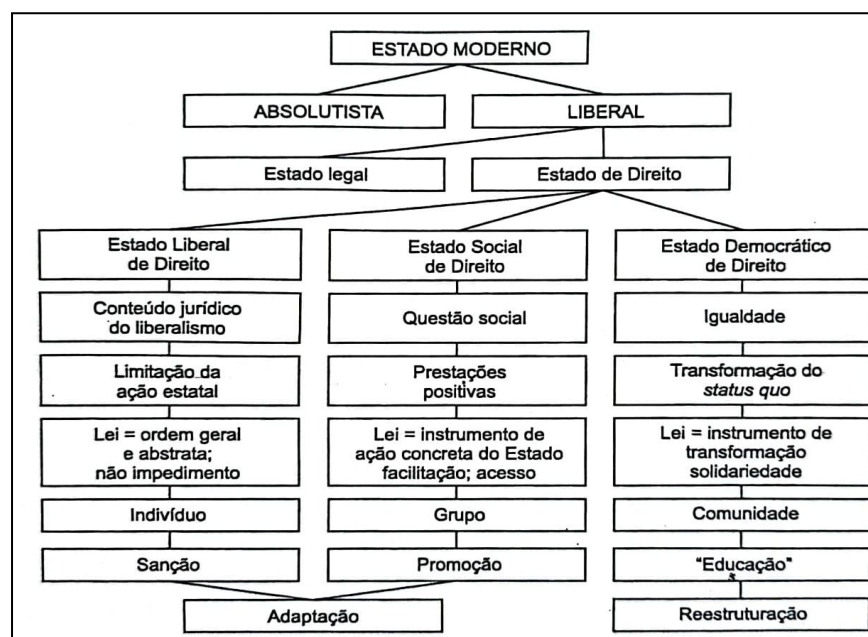 ESTADO MODERNO
ABSOLUTISTA
LIBERAL
Estado legal
Estado de Direito
Estado Liberal
de Direito
Estado Social
de Direito
Estado Democrático
de Direito
Conteúdo jurídico
do liberalismo
Questão social
Igualdade
Limitação da
ação estatal
Prestações
positivas
Transformação do
status quo
Lei = ordem geral
e abstrata;
não impedimento
Lei = instrumento de
ação concreta do Estado
facilitação; acesso
Lei = instrumento de
transformação
solidariedade
Indivíduo
Grupo
Comunidade
Sanção
Promoção
"Educação"
Adaptação
Reestruturação